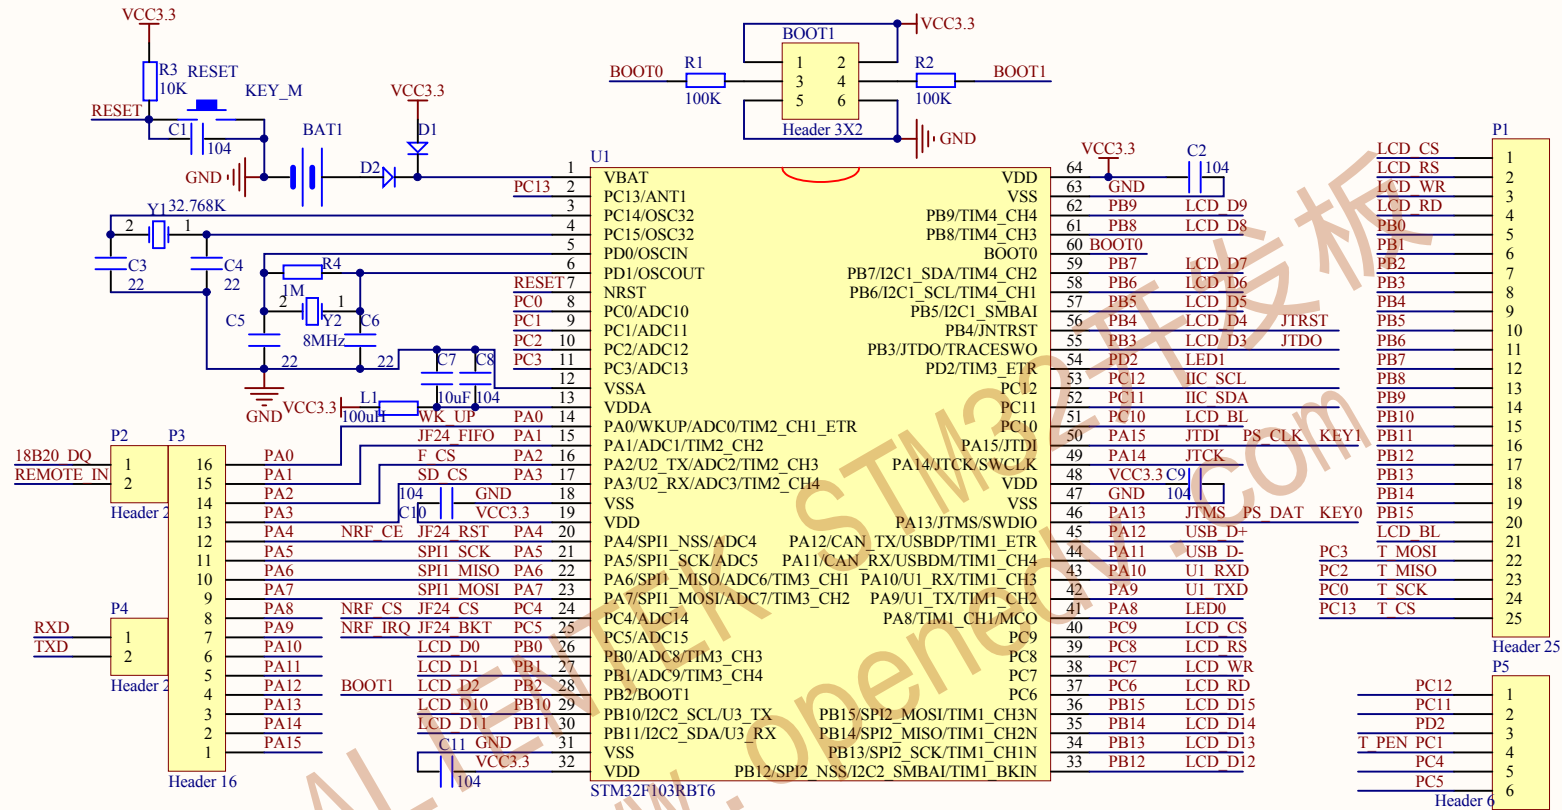 VCC3.3
R3
10K
RESET
RESET
KEY_M
C1
104
GND
BAT1
VCC3.3
D1
D2
BOOT1
VCC3.3
BOOT0
R1
100K
1 2
3 4
5 6
R2
100K
BOOT1
Header 3X2
GND
Y1
32.768K
2 1
C3
22
C4
22
R4
1M
2 1
Y2
8MHz
C5
22
C6
22
GND
C7
10uF
C8
104
VCC3.3
L1
100uH
U1
1 VBAT
PC13 2 PC13/ANT1
3 PC14/OSC32
4 PC15/OSC32
5 PD0/OSCIN
6 PD1/OSCOUT
RESET 7 NRST
PC0 8 PC0/ADC10
PC1 9 PC1/ADC11
PC2 10 PC2/ADC12
PC3 11 PC3/ADC13
12 VSSA
13 VDDA
WK_UP PA0 14 PA0/WKUP/ADC0/TIM2_CH1_ETR
JF24_FIFO PA1 15 PA1/ADC1/TIM2_CH2
F_CS PA2 16 PA2/U2_TX/ADC2/TIM2_CH3
SD_CS PA3 17 PA3/U2_RX/ADC3/TIM2_CH4
104 GND 18 VSS
C10 VCC3.3 19 VDD
PA4 NRF_CE JF24_RST PA4 20 PA4/SPI1_NSS/ADC4
PA5 SPI1_SCK PA5 21 PA5/SPI1_SCK/ADC5
PA6 SPI1_MISO PA6 22 PA6/SPI1_MISO/ADC6/TIM3_CH1
PA7 SPI1_MOSI PA7 23 PA7/SPI1_MOSI/ADC7/TIM3_CH2
PA8 NRF_CS JF24_CS PC4 24 PC4/ADC14
PA9 NRF_IRQ JF24_BKT PC5 25 PC5/ADC15
PA10 LCD_D0 PB0 26 PB0/ADC8/TIM3_CH3
PA11 LCD_D1 PB1 27 PB1/ADC9/TIM3_CH4
PA12 BOOT1 LCD_D2 PB2 28 PB2/BOOT1
PA13 LCD_D10 PB10 29 PB10/I2C2_SCL/U3_TX
PA14 LCD_D11 PB11 30 PB11/I2C2_SDA/U3_RX
PA15 C11 GND 31 VSS
104 VCC3.3 32 VDD
STM32F103RBT6
P2
18B20_DQ 1
REMOTE_IN 2
Header 2
P4
RXD 1
TXD 2
Header 2
P3
16 PA0
15 PA1
14 PA2
13 PA3
12
11
10
9
8
7
6
5
4
3
2
1
Header 16
VCC3.3
C2
104
VDD 64
VSS 63 GND
PB9/TIM4_CH4 62 PB9 LCD_D9
PB8/TIM4_CH3 61 PB8 LCD_D8
BOOT0 60 BOOT0
PB7/I2C1_SDA/TIM4_CH2 59 PB7 LCD_D7
PB6/I2C1_SCL/TIM4_CH1 58 PB6 LCD_D6
PB5/I2C1_SMBAI 57 PB5 LCD_D5
PB4/JNTRST 56 PB4 LCD_D4 JTRST
PB3/JTDO/TRACESWO 55 PB3 LCD_D3 JTDO
PD2/TIM3_ETR 54 PD2 LED1
PC12 53 PC12 IIC_SCL
PC11 52 PC11 IIC_SDA
PC10 51 PC10 LCD_BL
PA15/JTDI 50 PA15 JTDI PS_CLK KEY1
PA14/JTCK/SWCLK 49 PA14 JTCK
VDD 48 VCC3.3 C9
VSS 47 GND 104
PA13/JTMS/SWDIO 46 PA13 JTMS PS_DAT KEY0
PA12/CAN_TX/USBDP/TIM1_ETR 45 PA12 USB_D+
PA11/CAN_RX/USBDM/TIM1_CH4 44 PA11 USB_D-
PA10/U1_RX/TIM1_CH3 43 PA10 U1_RXD
PA9/U1_TX/TIM1_CH2 42 PA9 U1_TXD
PA8/TIM1_CH1/MCO 41 PA8 LED0
PC9 40 PC9 LCD_CS
PC8 39 PC8 LCD_RS
PC7 38 PC7 LCD_WR
PC6 37 PC6 LCD_RD
PB15/SPI2_MOSI/TIM1_CH3N 36 PB15 LCD_D15
PB14/SPI2_MISO/TIM1_CH2N 35 PB14 LCD_D14
PB13/SPI2_SCK/TIM1_CH1N 34 PB13 LCD_D13
PB12/SPI2_NSS/I2C2_SMBAI/TIM1_BKIN 33 PB12 LCD_D12
P1
LCD_CS 1
LCD_RS 2
LCD_WR 3
LCD_RD 4
PB0 5
PB1 6
PB2 7
PB3 8
PB4 9
PB5 10
PB6 11
PB7 12
PB8 13
PB9 14
PB10 15
PB11 16
PB12 17
PB13 18
PB14 19
PB15 20
LCD_BL 21
PC3 T_MOSI 22
PC2 T_MISO 23
PC0 T_SCK 24
PC13 T_CS 25
Header 25
P5
PC12 1
PC11 2
PD2 3
T_PEN PC1 4
PC4 5
PC5 6
Header 6
ALIENTEK STM32开发板
www.openedv.com